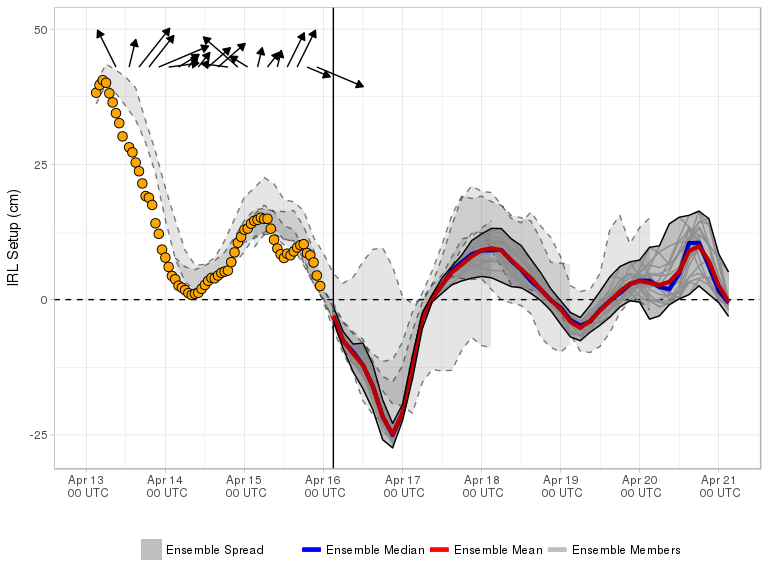 50
25
0
-25
IRL Setup (cm)
Apr 13 Apr 14 Apr 15 Apr 16 Apr 17 Apr 18 Apr 19 Apr 20 Apr 21
00 UTC 00 UTC 00 UTC 00 UTC 00 UTC 00 UTC 00 UTC 00 UTC 00 UTC
Ensemble Spread Ensemble Median Ensemble Mean Ensemble Members